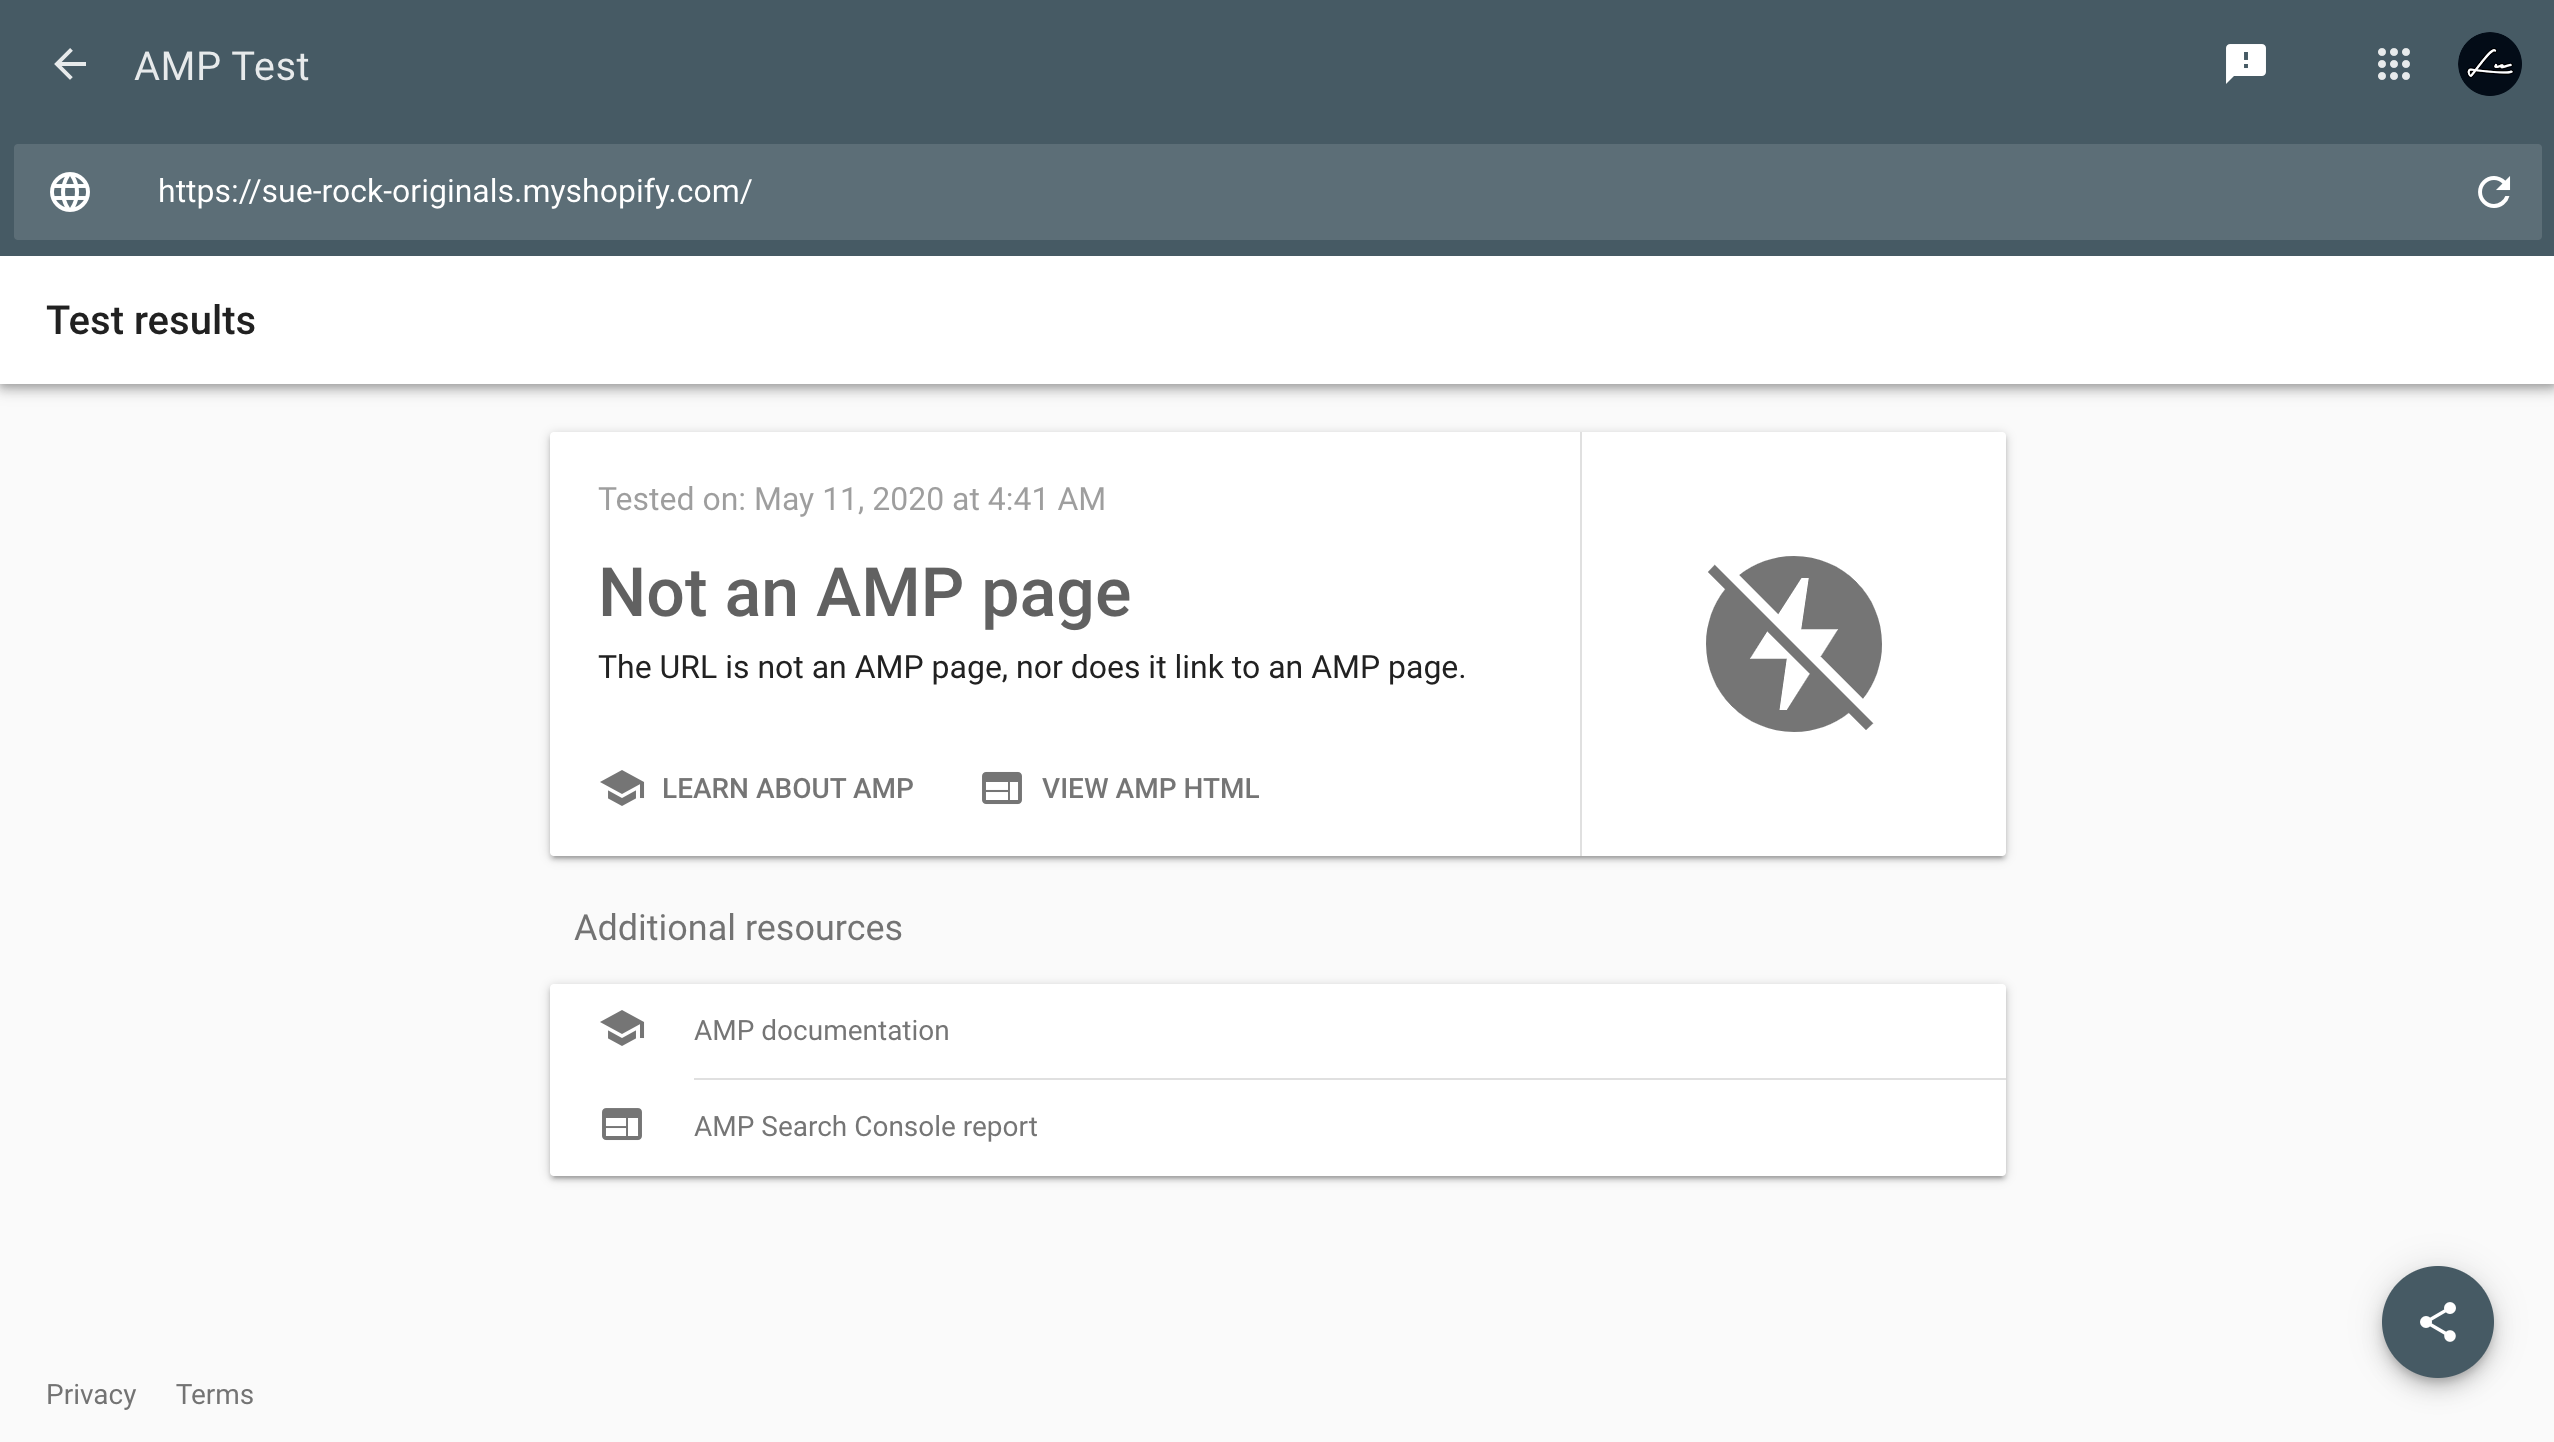 AMP Test
https://sue-rock-originals.myshopify.com/
Test results
Tested on: May 11, 2020 at 4:41 AM
Not an AMP page
The URL is not an AMP page, nor does it link to an AMP page.
LEARN ABOUT AMP
VIEW AMP HTML
Additional resources
AMP documentation
AMP Search Console report
Privacy
Terms